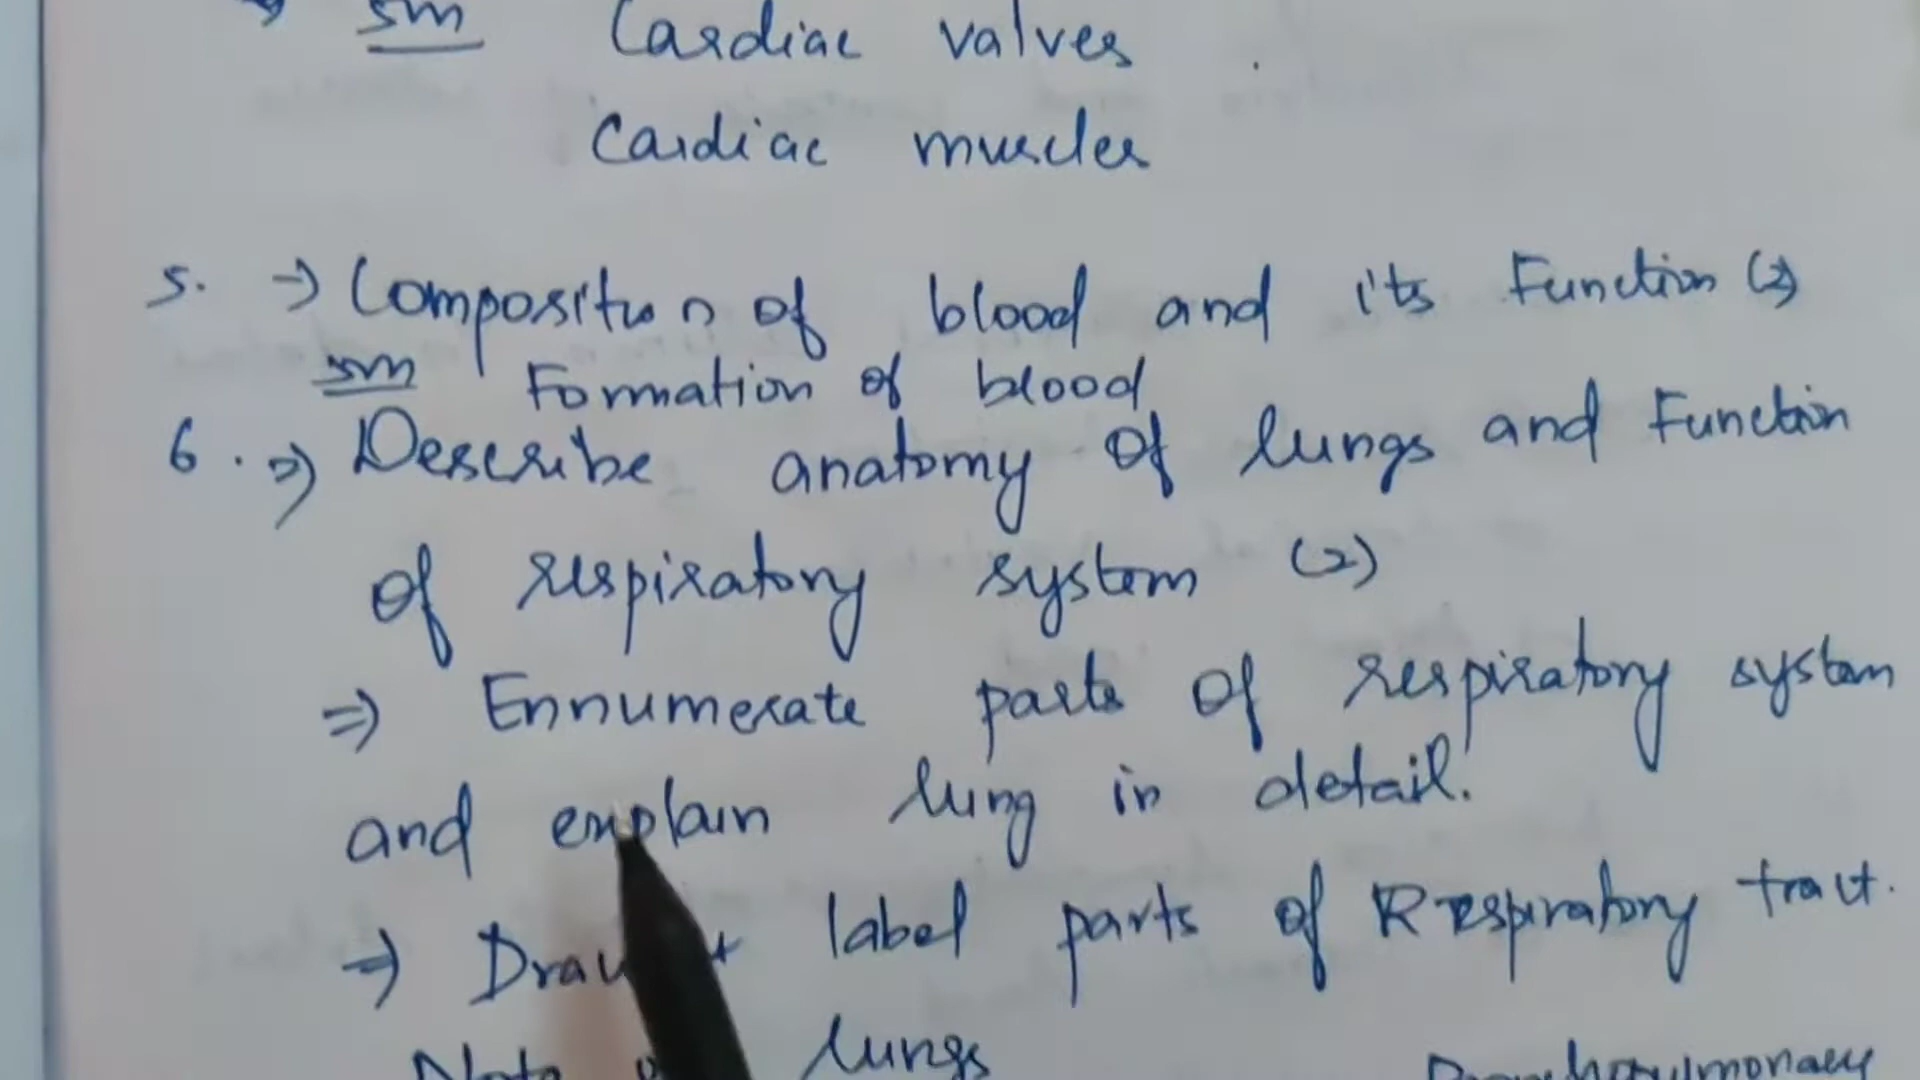 sm Cardiac valves
Cardiac muscles
5. → Composition of blood and its Function (2)
sm Formation of blood
6. ⇒ Describe anatomy of lungs and Function
of respiratory system (2)
⇒ Ennumerate parts of respiratory system
and explain lung in detail.
⇒ Draw + label parts of Respiratory tract.
lungs